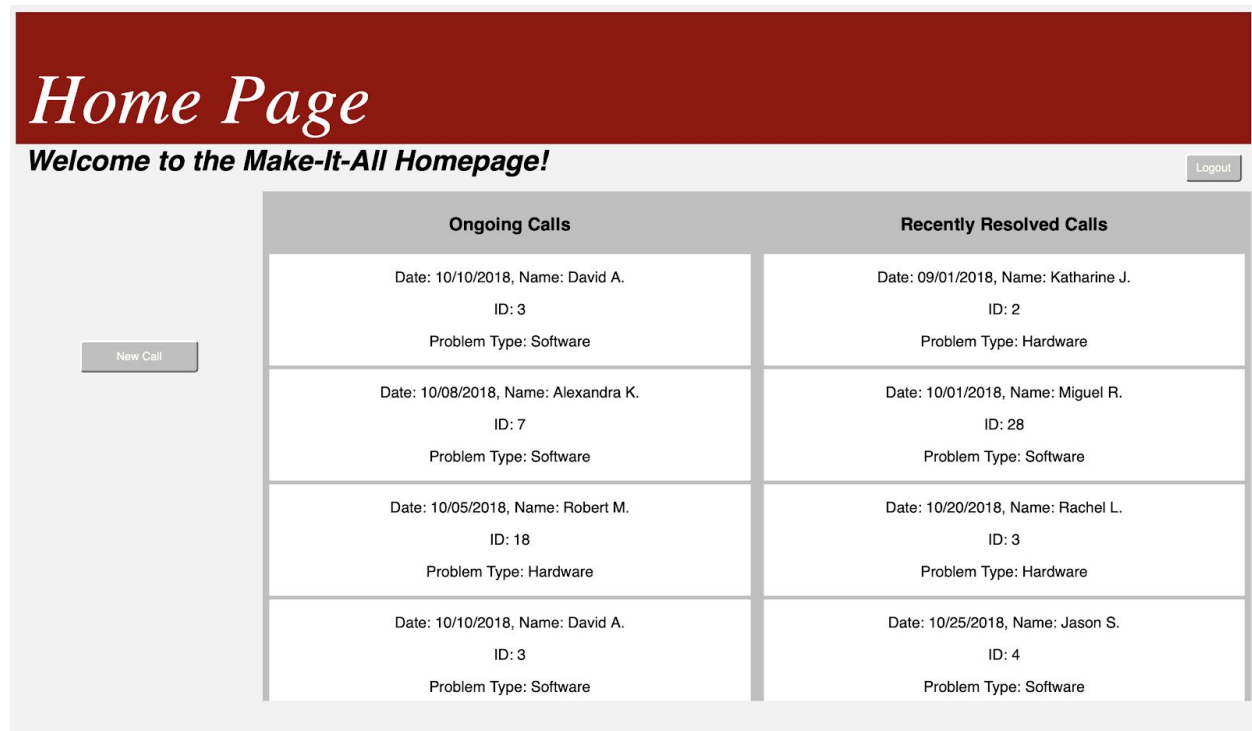 Home Page
Welcome to the Make-It-All Homepage!
Logout
New Call
Ongoing Calls
Date: 10/10/2018, Name: David A.
ID: 3
Problem Type: Software
Date: 10/08/2018, Name: Alexandra K.
ID: 7
Problem Type: Software
Date: 10/05/2018, Name: Robert M.
ID: 18
Problem Type: Hardware
Date: 10/10/2018, Name: David A.
ID: 3
Problem Type: Software
Recently Resolved Calls
Date: 09/01/2018, Name: Katharine J.
ID: 2
Problem Type: Hardware
Date: 10/01/2018, Name: Miguel R.
ID: 28
Problem Type: Software
Date: 10/20/2018, Name: Rachel L.
ID: 3
Problem Type: Hardware
Date: 10/25/2018, Name: Jason S.
ID: 4
Problem Type: Software